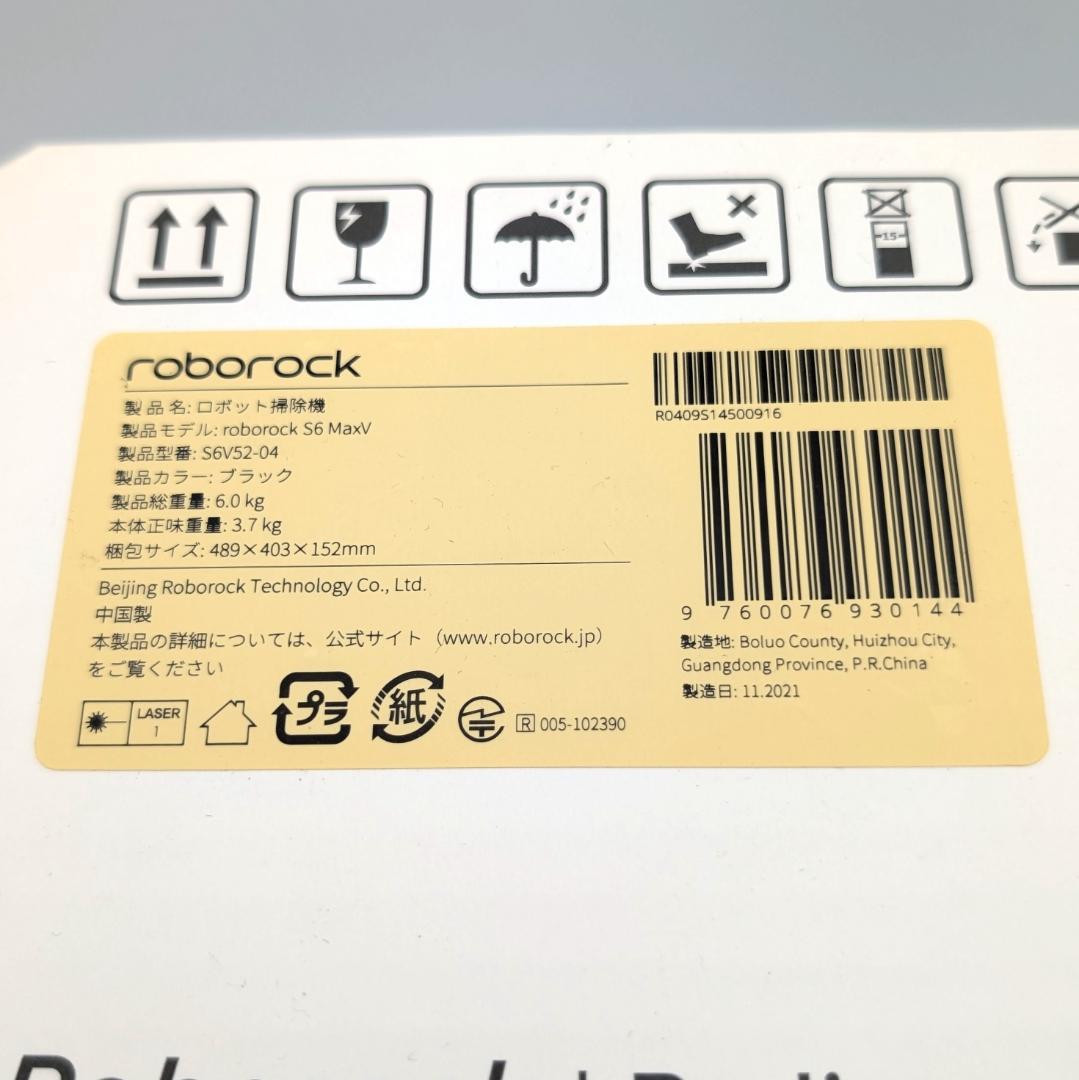 15
roborock
製品名: ロボット掃除機
製品モデル: roborock S6 MaxV
製品型番: S6V52-04
製品カラー: ブラック
製品総重量: 6.0 kg
本体正味重量: 3.7 kg
梱包サイズ: 489×403×152mm
Beijing Roborock Technology Co., Ltd.
中国製
本製品の詳細については、公式サイト（www.roborock.jp）
をご覧ください
LASER
1
プラ
紙
R 005-102390
R0409S14500916
9 760076 930144
製造地: Boluo County, Huizhou City,
Guangdong Province, P.R.China
製造日: 11.2021